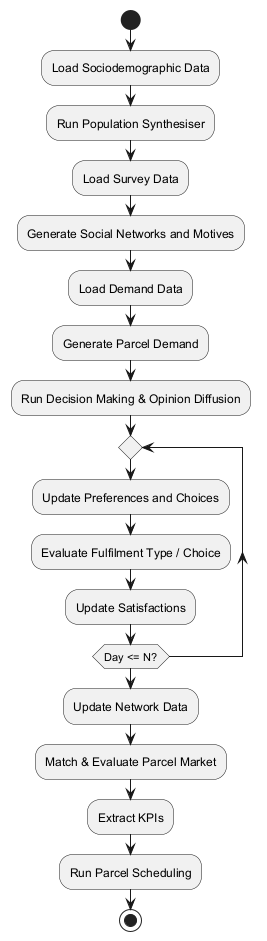 Load Sociodemographic Data
Run Population Synthesiser
Load Survey Data
Generate Social Networks and Motives
Load Demand Data
Generate Parcel Demand
Run Decision Making & Opinion Diffusion
Update Preferences and Choices
Evaluate Fulfilment Type / Choice
Update Satisfactions
Day <= N?
Update Network Data
Match & Evaluate Parcel Market
Extract KPIs
Run Parcel Scheduling